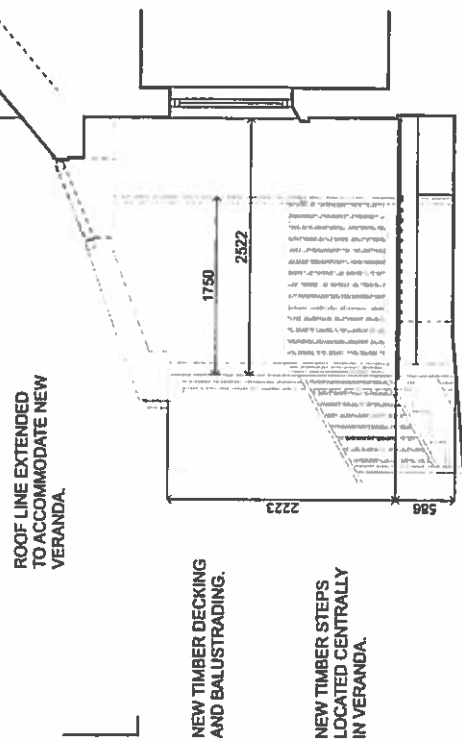 ROOF LINE EXTENDED
TO ACCOMMODATE NEW
VERANDA.
1750
2522
2223
586
NEW TIMBER DECKING
AND BALUSTRADING.
NEW TIMBER STEPS
LOCATED CENTRALLY
IN VERANDA.